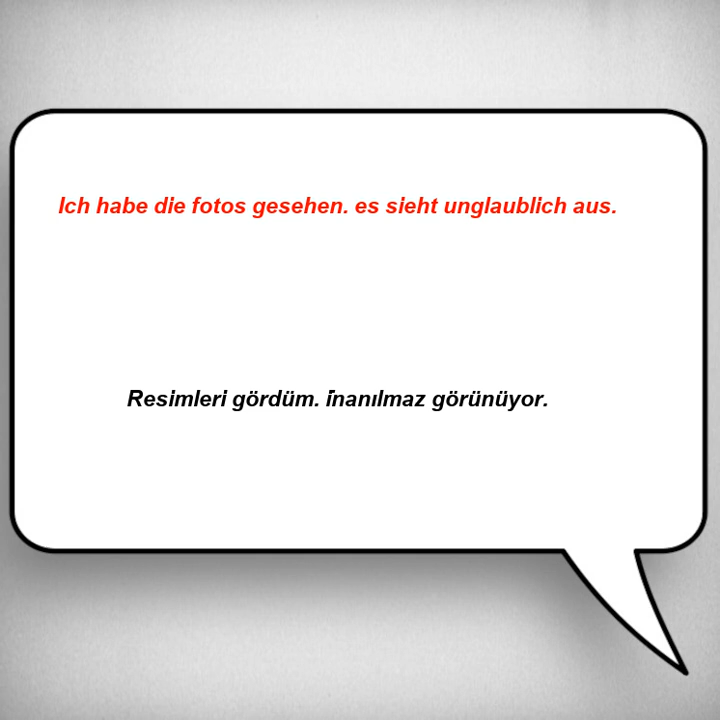 Ich habe die fotos gesehen. es sieht unglaublich aus.
Resimleri gördüm. i̇nanılmaz görünüyor.